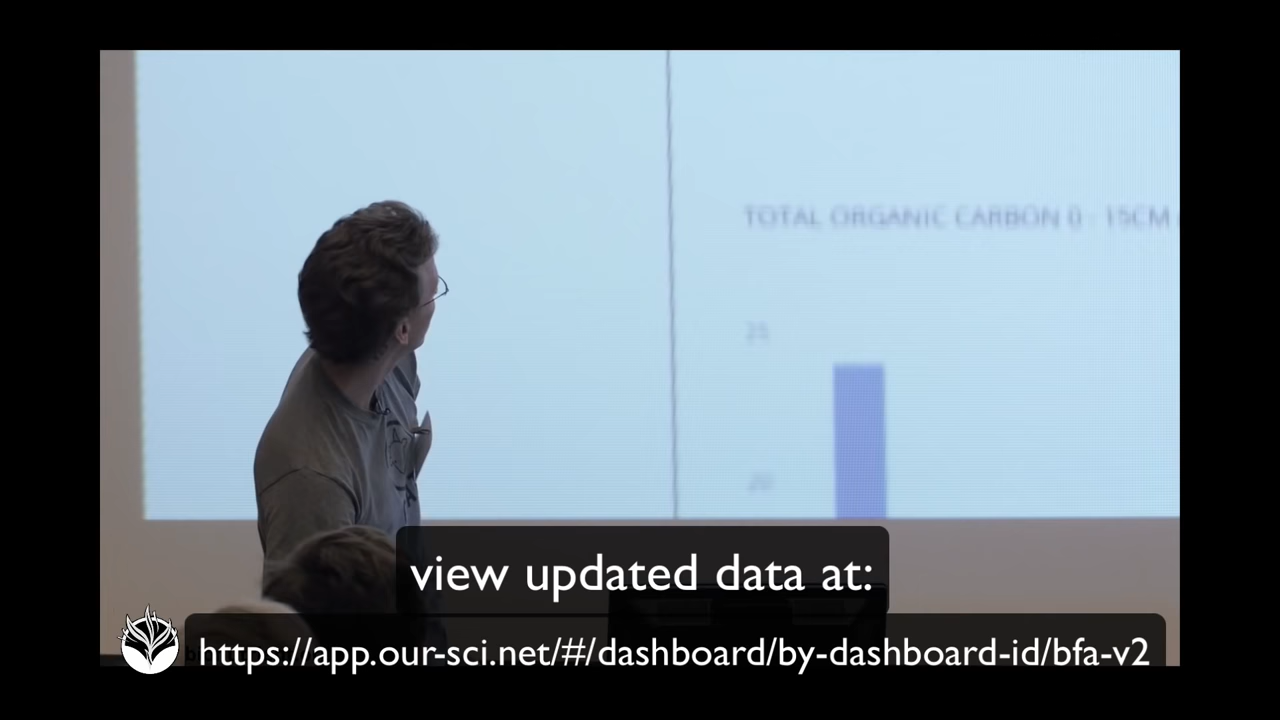 TOTAL ORGANIC CARBON 0 - 15CM
25
20
view updated data at:
https://app.our-sci.net/#/dashboard/by-dashboard-id/bfa-v2